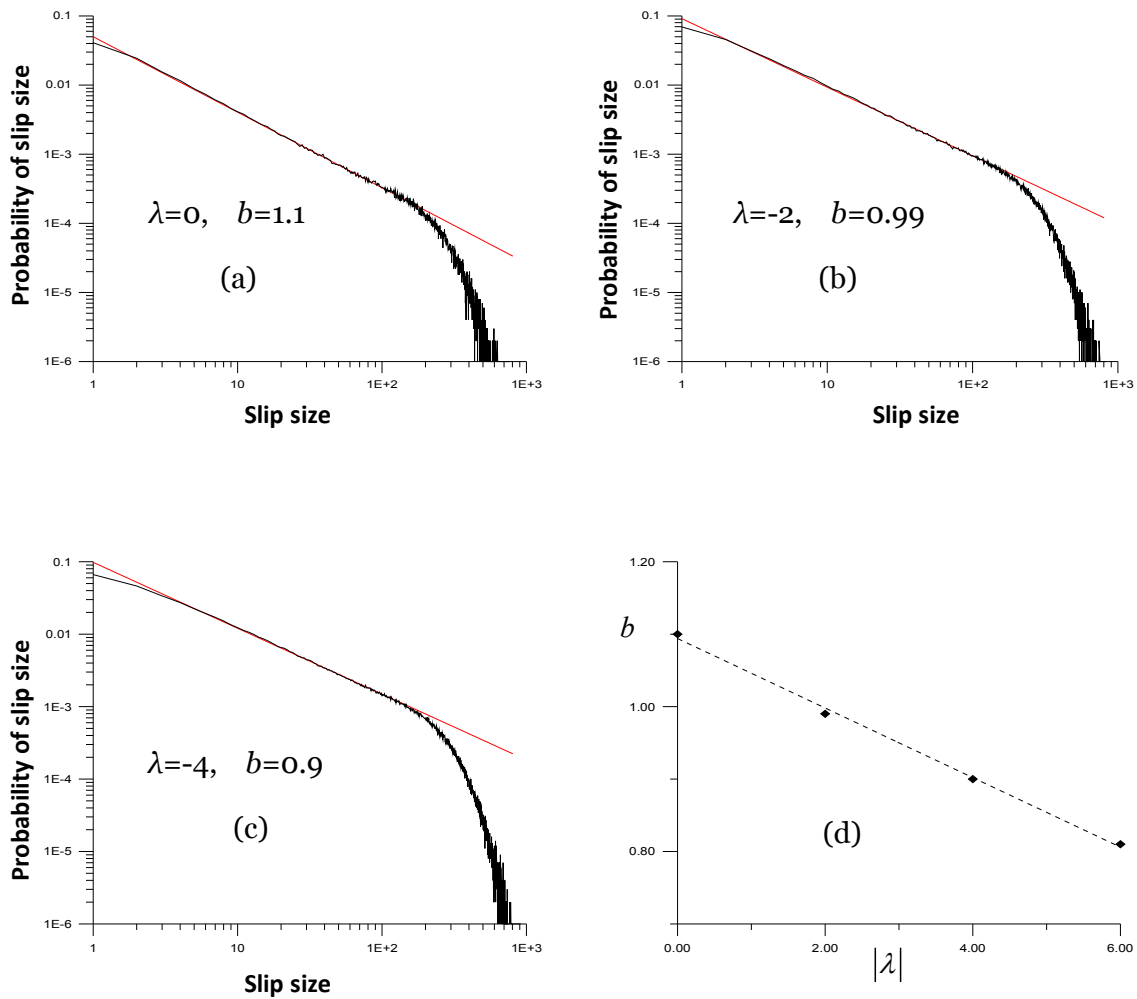 Probability of slip size
0.1
0.01
1E-3
1E-4
1E-5
1E-6
λ=0, b=1.1
(a)
1 10 1E+2 1E+3
Slip size
Probability of slip size
0.1
0.01
1E-3
1E-4
1E-5
1E-6
λ=-2, b=0.99
(b)
1 10 1E+2 1E+3
Slip size
Probability of slip size
0.1
0.01
1E-3
1E-4
1E-5
1E-6
λ=-4, b=0.9
(c)
1 10 1E+2 1E+3
Slip size
1.20
b
1.00
0.80
(d)
0.00 2.00 4.00 6.00
|λ|